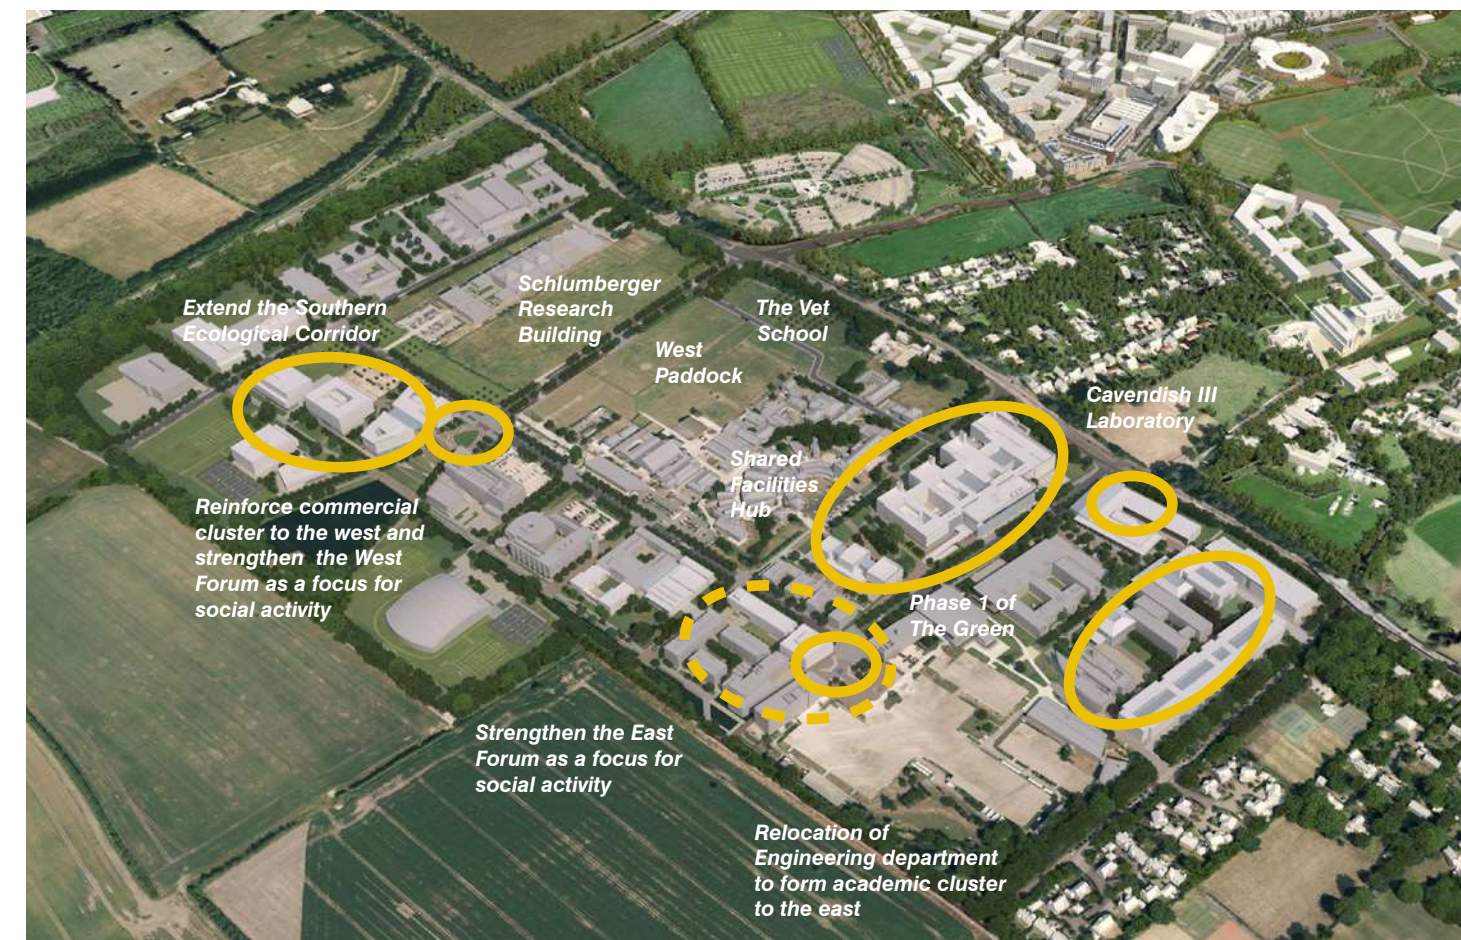 Schlumberger
Research
Building
Extend the Southern
Ecological Corridor
The Vet
School
West
Paddock
Cavendish III
Laboratory
Shared
Facilities
Hub
Reinforce commercial
cluster to the west and
strengthen the West
Forum as a focus for
social activity
Phase 1 of
The Green
Strengthen the East
Forum as a focus for
social activity
Relocation of
Engineering department
to form academic cluster
to the east